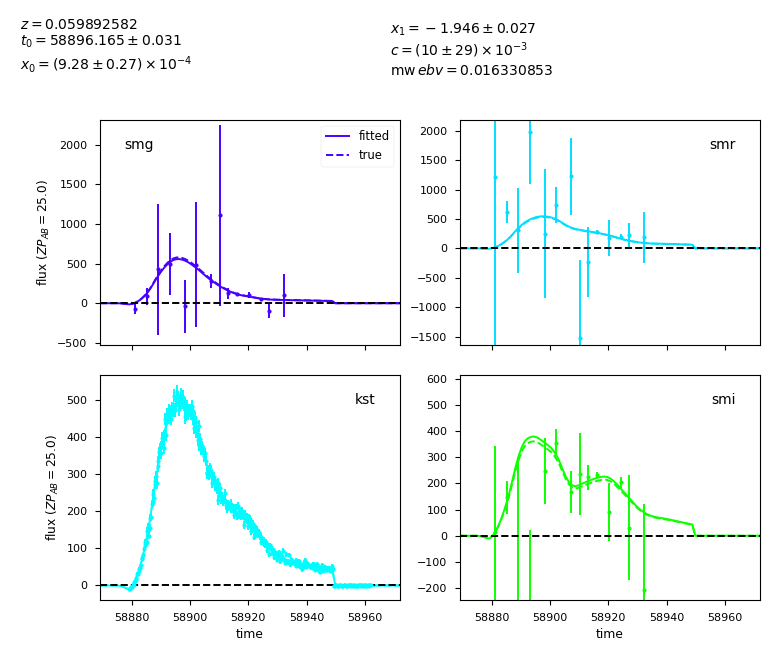 z = 0.059892582
t₀ = 58896.165 ± 0.031
x₀ = (9.28 ± 0.27) × 10⁻⁴
x₁ = −1.946 ± 0.027
c = (10 ± 29) × 10⁻³
mw ebv = 0.016330853
smg
fitted
true
2000
1500
1000
500
0
−500
flux (ZP_AB = 25.0)
smr
2000
1500
1000
500
0
−500
−1000
−1500
kst
500
400
300
200
100
0
flux (ZP_AB = 25.0)
58880 58900 58920 58940 58960
time
smi
600
500
400
300
200
100
0
−100
−200
58880 58900 58920 58940 58960
time